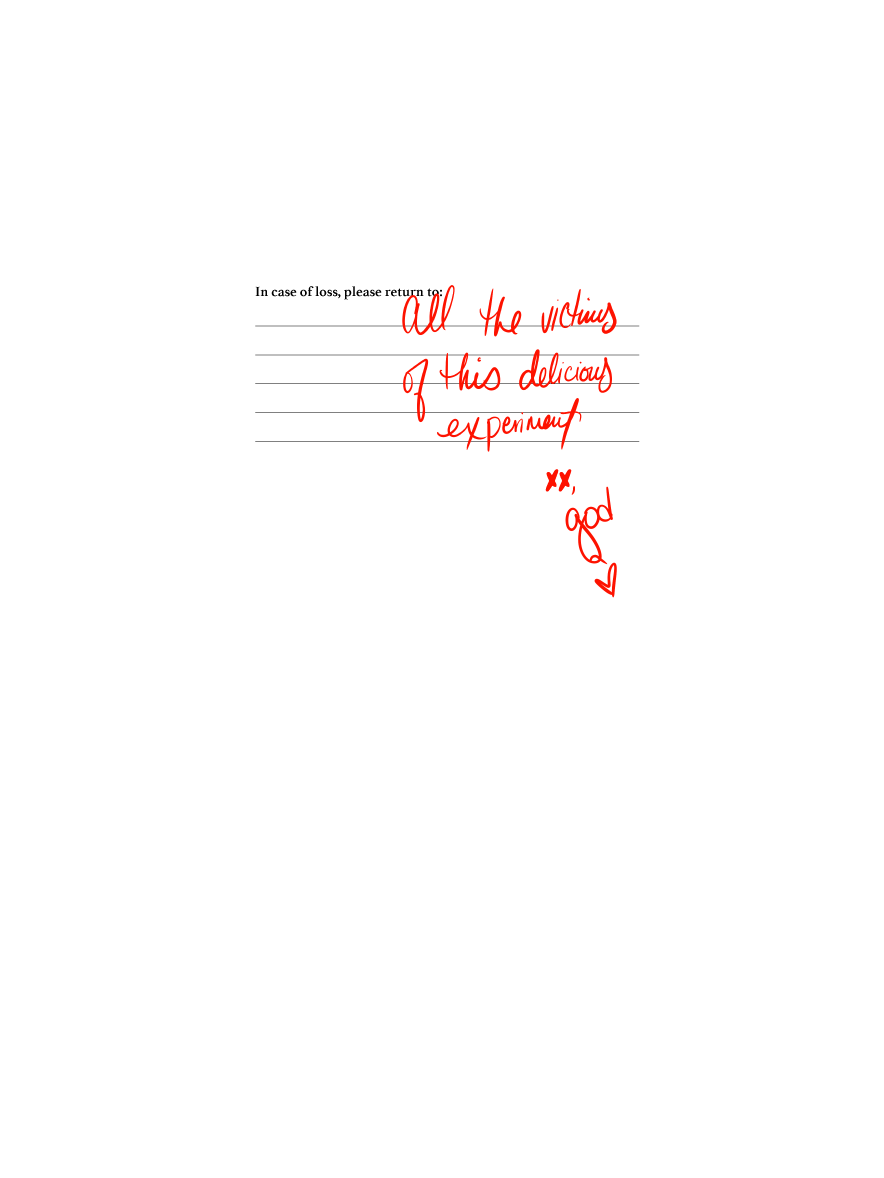 In case of loss, please return to:
all the victims
of this delicious
experiment
xx,
god